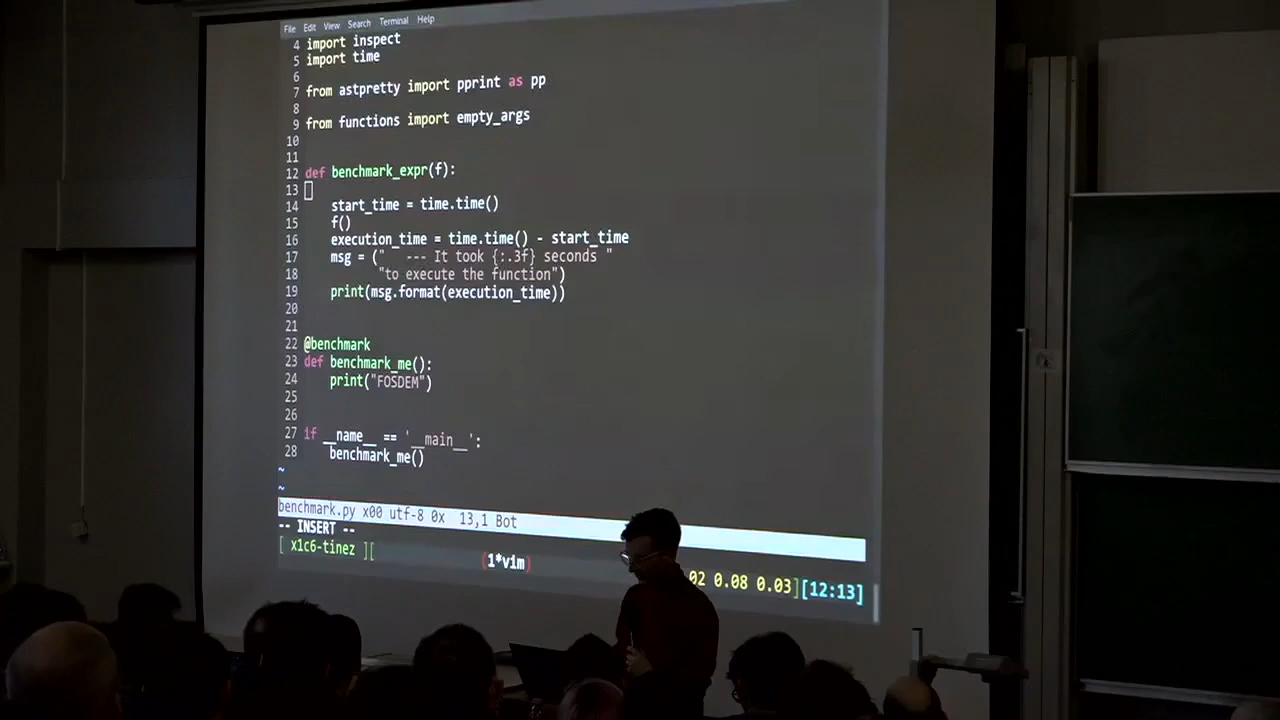 File Edit View Search Terminal Help
4 import inspect
5 import time
6
7 from astpretty import pprint as pp
8
9 from functions import empty_args
10
11
12 def benchmark_expr(f):
13
14 start_time = time.time()
15 f()
16 execution_time = time.time() - start_time
17 msg = (" --- It took {:.3f} seconds "
18 "to execute the function")
19 print(msg.format(execution_time))
20
21
22 @benchmark
23 def benchmark_me():
24 print("FOSDEM")
25
26
27 if __name__ == '__main__':
28 benchmark_me()
~
~
benchmark.py x00 utf-8 0x 13,1 Bot
-- INSERT --
[ x1c6-tinez ][ (1*vim) 02 0.08 0.03][12:13]